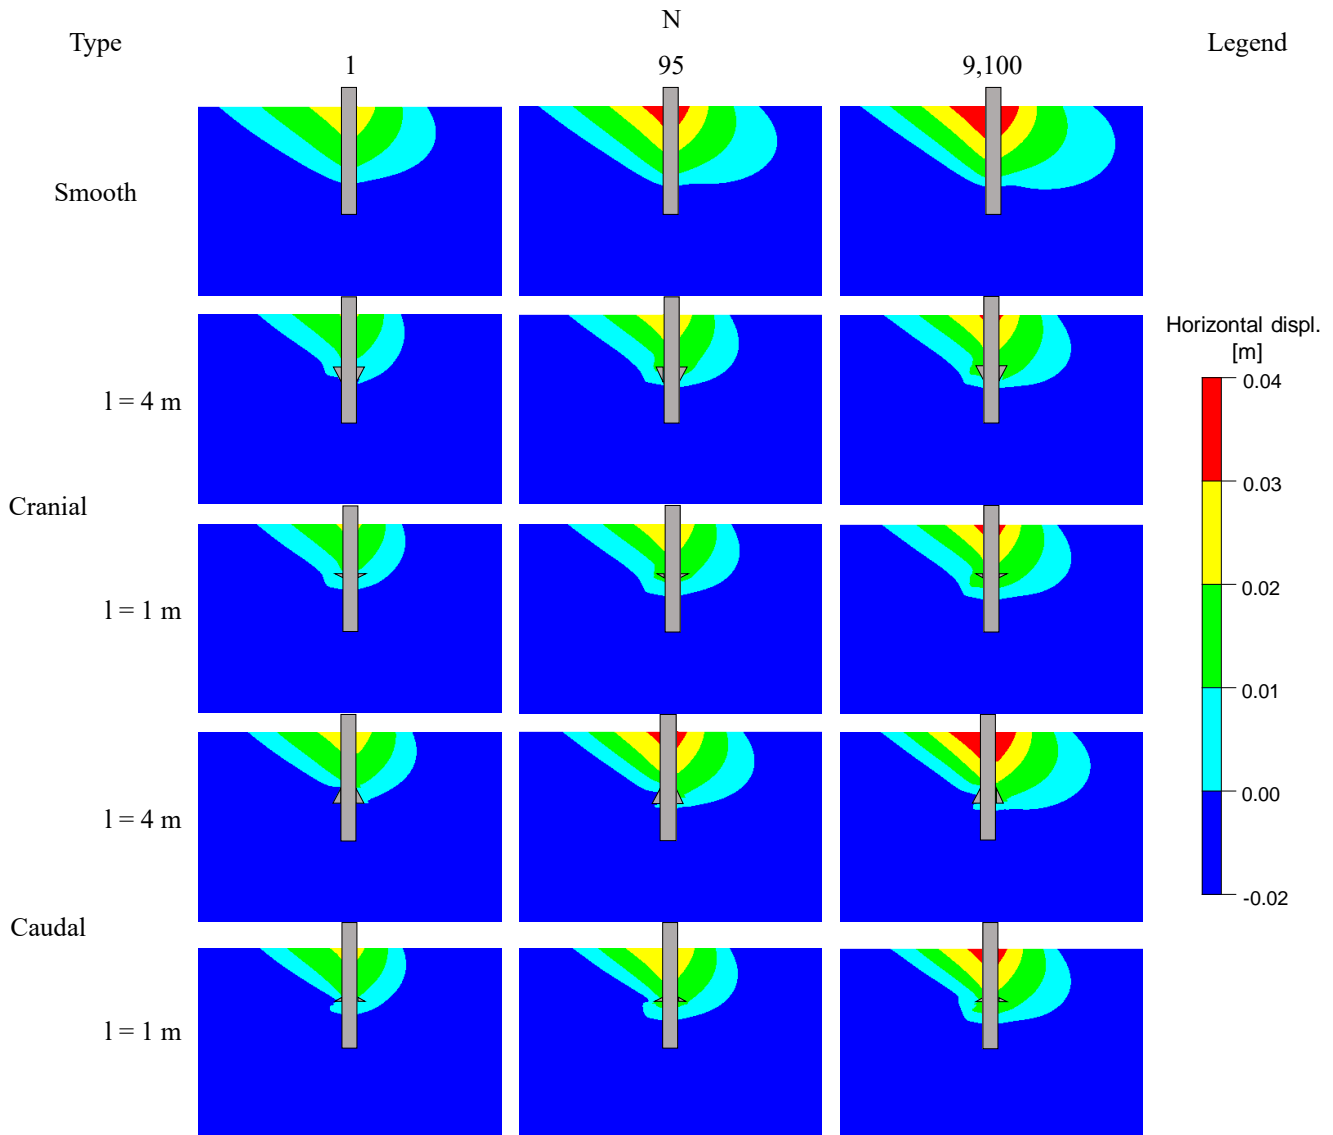 N
Type
Legend
1
95
9,100
Smooth
Horizontal displ.
[m]
0.04
l = 4 m
0.03
Cranial
0.02
l = 1 m
0.01
0.00
l = 4 m
-0.02
Caudal
l = 1 m